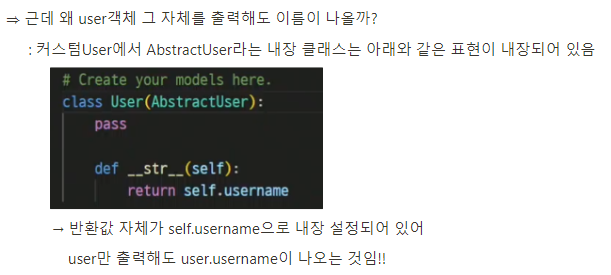 ⇒ 근데 왜 user객체 그 자체를 출력해도 이름이 나올까?
: 커스텀User에서 AbstractUser라는 내장 클래스는 아래와 같은 표현이 내장되어 있음
# Create your models here.
class User(AbstractUser):
    pass
    def __str__(self):
        return self.username
→ 반환값 자체가 self.username으로 내장 설정되어 있어
user만 출력해도 user.username이 나오는 것임!!